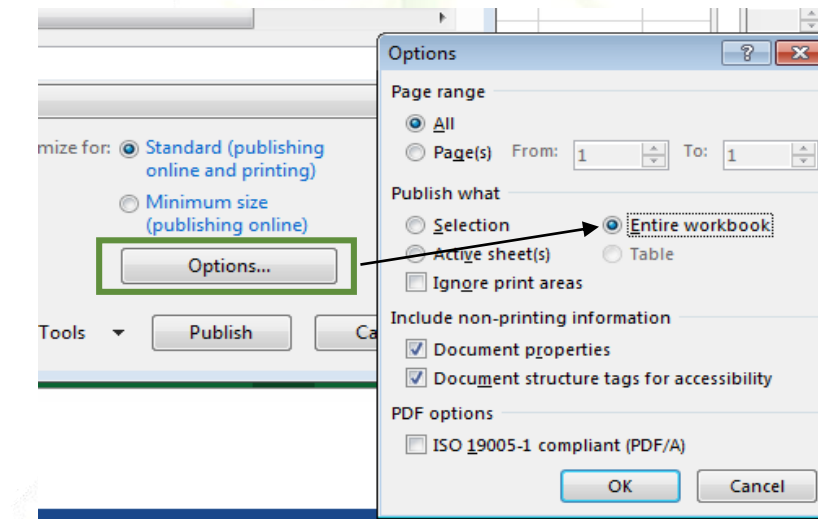 mize for: Standard (publishing
online and printing)
Minimum size
(publishing online)
Options...
Tools Publish Ca
Options
Page range
All
Page(s) From: 1 To: 1
Publish what
Selection Entire workbook
Active sheet(s) Table
Ignore print areas
Include non-printing information
Document properties
Document structure tags for accessibility
PDF options
ISO 19005-1 compliant (PDF/A)
OK Cancel